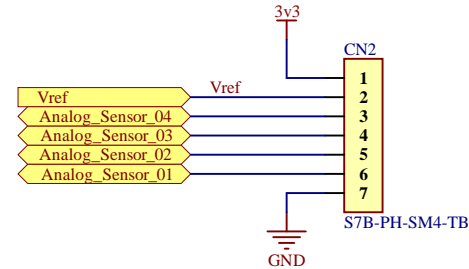 3v3
CN2
Vref Vref 1
2
Analog_Sensor_04 3
Analog_Sensor_03 4
Analog_Sensor_02 5
Analog_Sensor_01 6
7
S7B-PH-SM4-TB
GND